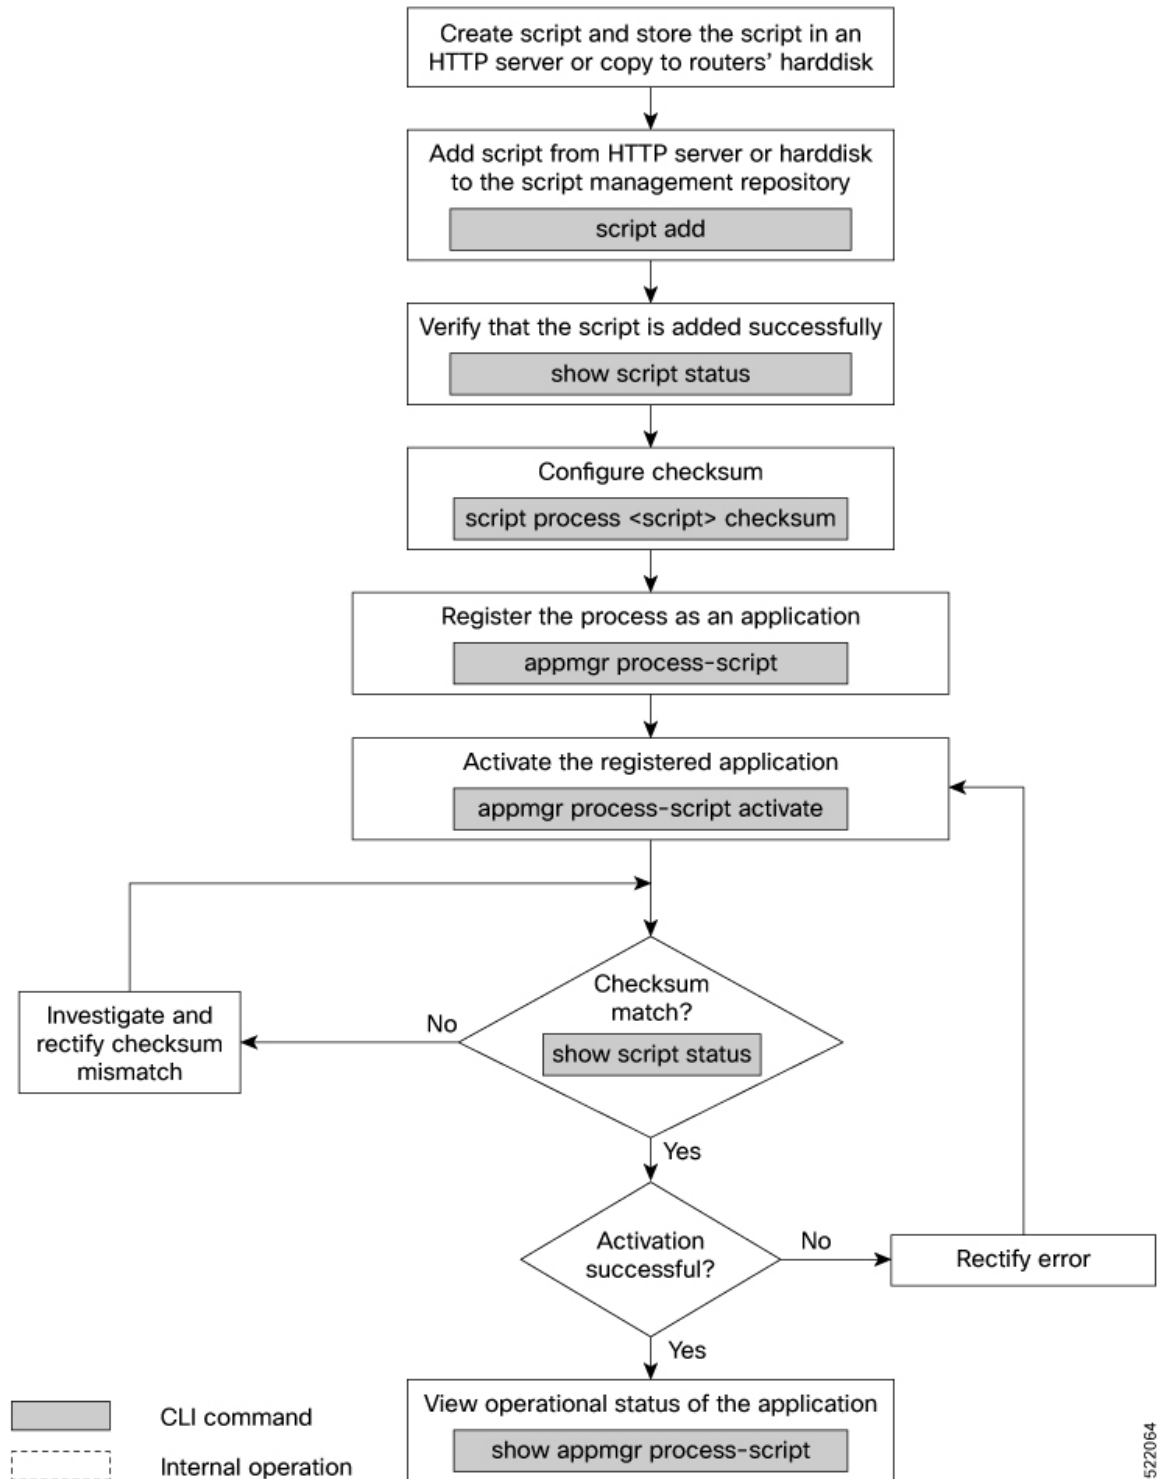 Create script and store the script in an
HTTP server or copy to routers' harddisk
Add script from HTTP server or harddisk
to the script management repository
script add
Verify that the script is added successfully
show script status
Configure checksum
script process <script> checksum
Register the process as an application
appmgr process-script
Activate the registered application
appmgr process-script activate
Checksum
match?
show script status
No
Investigate and
rectify checksum
mismatch
Yes
Activation
successful?
No
Rectify error
Yes
View operational status of the application
show appmgr process-script
CLI command
Internal operation
522064